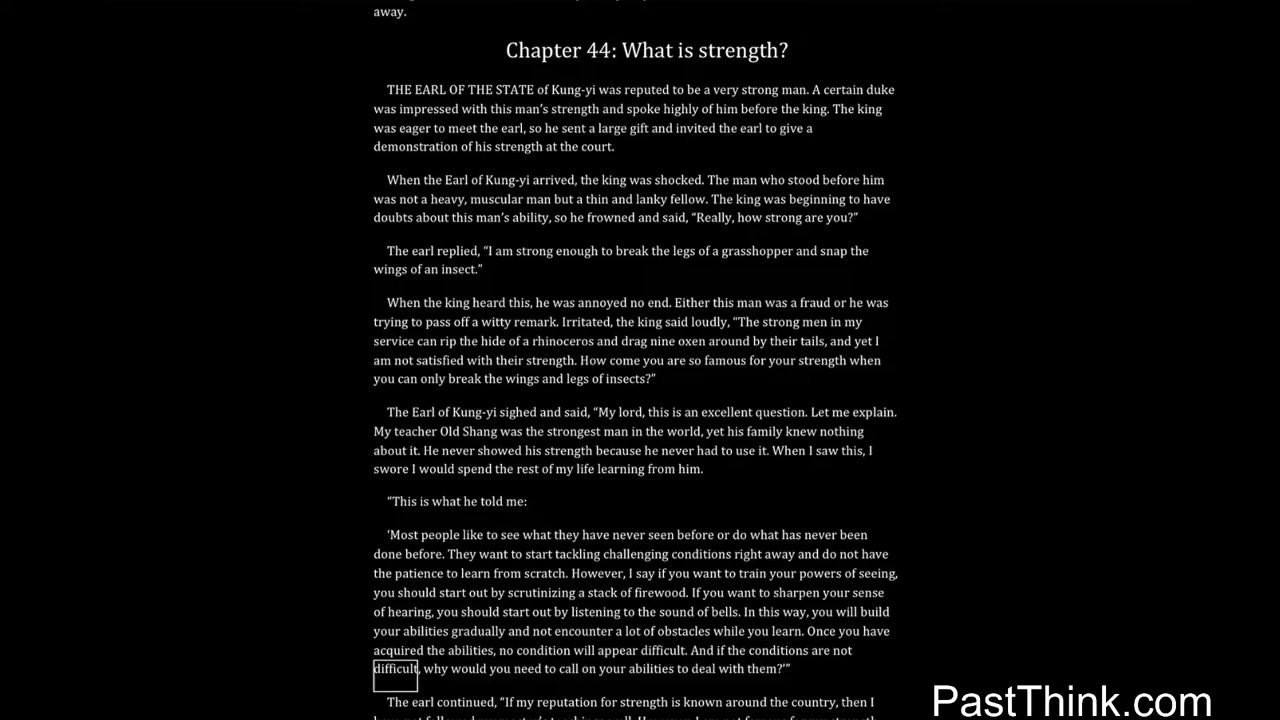 away.
Chapter 44: What is strength?
THE EARL OF THE STATE of Kung-yi was reputed to be a very strong man. A certain duke
was impressed with this man’s strength and spoke highly of him before the king. The king
was eager to meet the earl, so he sent a large gift and invited the earl to give a
demonstration of his strength at the court.
When the Earl of Kung-yi arrived, the king was shocked. The man who stood before him
was not a heavy, muscular man but a thin and lanky fellow. The king was beginning to have
doubts about this man’s ability, so he frowned and said, “Really, how strong are you?”
The earl replied, “I am strong enough to break the legs of a grasshopper and snap the
wings of an insect.”
When the king heard this, he was annoyed no end. Either this man was a fraud or he was
trying to pass off a witty remark. Irritated, the king said loudly, “The strong men in my
service can rip the hide of a rhinoceros and drag nine oxen around by their tails, and yet I
am not satisfied with their strength. How come you are so famous for your strength when
you can only break the wings and legs of insects?”
The Earl of Kung-yi sighed and said, “My lord, this is an excellent question. Let me explain.
My teacher Old Shang was the strongest man in the world, yet his family knew nothing
about it. He never showed his strength because he never had to use it. When I saw this, I
swore I would spend the rest of my life learning from him.
“This is what he told me:
‘Most people like to see what they have never seen before or do what has never been
done before. They want to start tackling challenging conditions right away and do not have
the patience to learn from scratch. However, I say if you want to train your powers of seeing,
you should start out by scrutinizing a stack of firewood. If you want to sharpen your sense
of hearing, you should start out by listening to the sound of bells. In this way, you will build
your abilities gradually and not encounter a lot of obstacles while you learn. Once you have
acquired the abilities, no condition will appear difficult. And if the conditions are not
difficult, why would you need to call on your abilities to deal with them?’”
The earl continued, “If my reputation for strength is known around the country, then I
PastThink.com